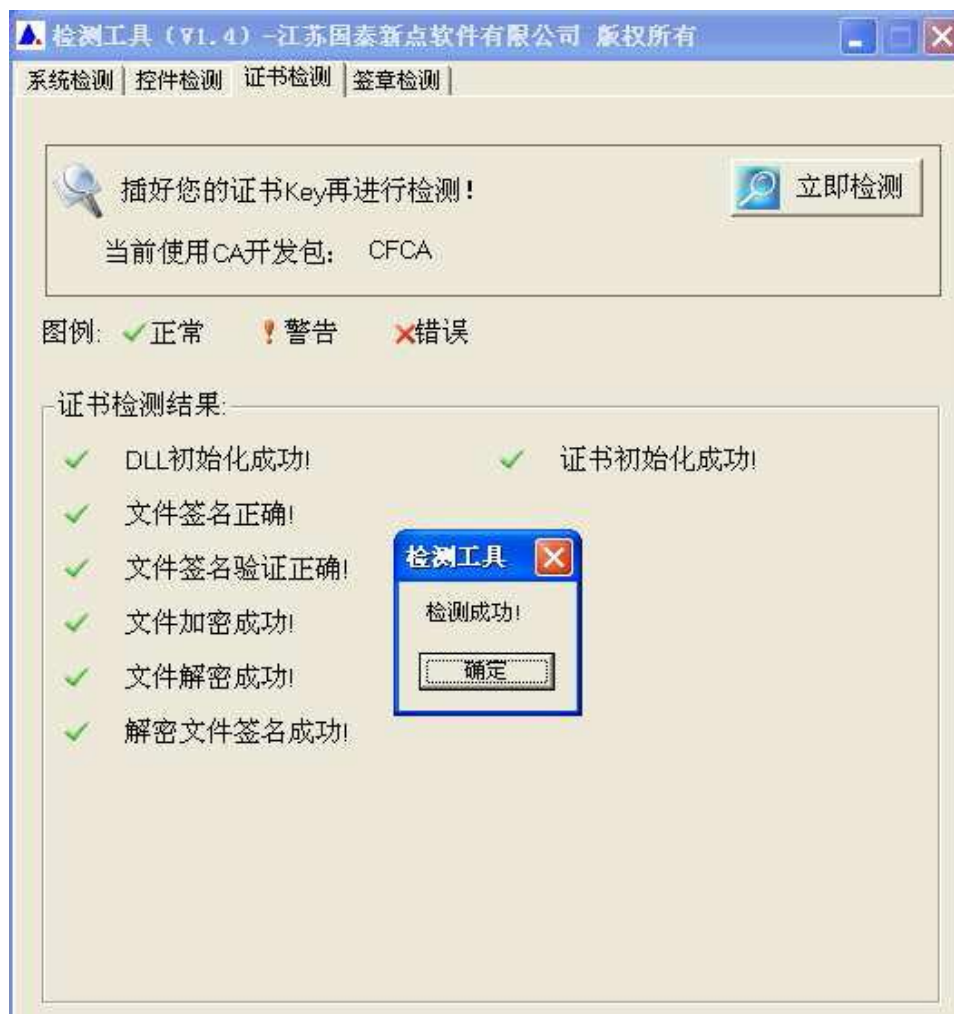 检测工具（V1.4）-江苏国泰新点软件有限公司 版权所有
系统检测 控件检测 证书检测 签章检测
插好您的证书Key再进行检测！ 立即检测
当前使用CA开发包： CFCA
图例: 正常 警告 错误
证书检测结果:
DLL初始化成功! 证书初始化成功!
文件签名正确!
文件签名验证正确!
文件加密成功!
文件解密成功!
解密文件签名成功!
检测工具
检测成功!
确定